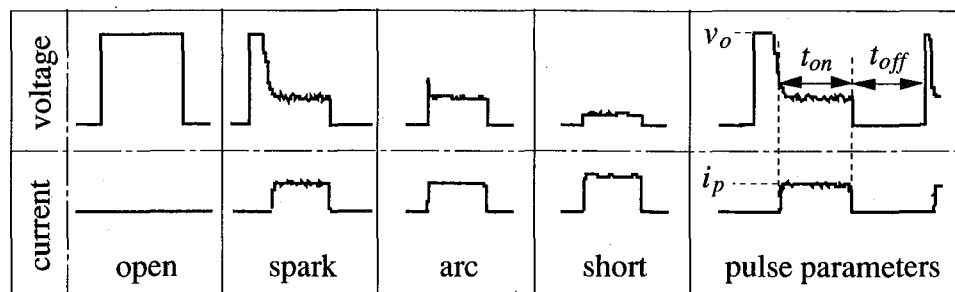 voltage
v_o
t_on
t_off
current
i_p
open
spark
arc
short
pulse parameters